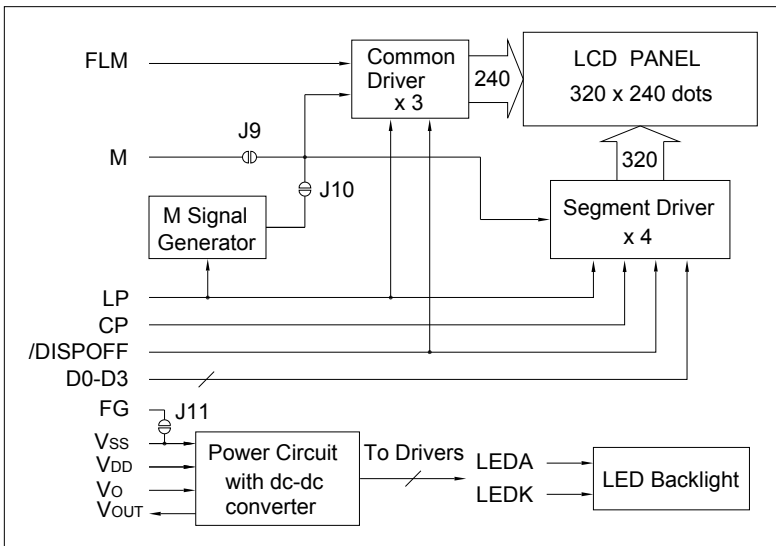 FLM
Common
Driver
x 3
240
LCD PANEL
320 x 240 dots
J9
M
J10
320
M Signal
Generator
Segment Driver
x 4
LP
CP
/DISPOFF
D0-D3
FG
J11
VSS
VDD
VO
VOUT
Power Circuit
with dc-dc
converter
To Drivers
LEDA
LEDK
LED Backlight